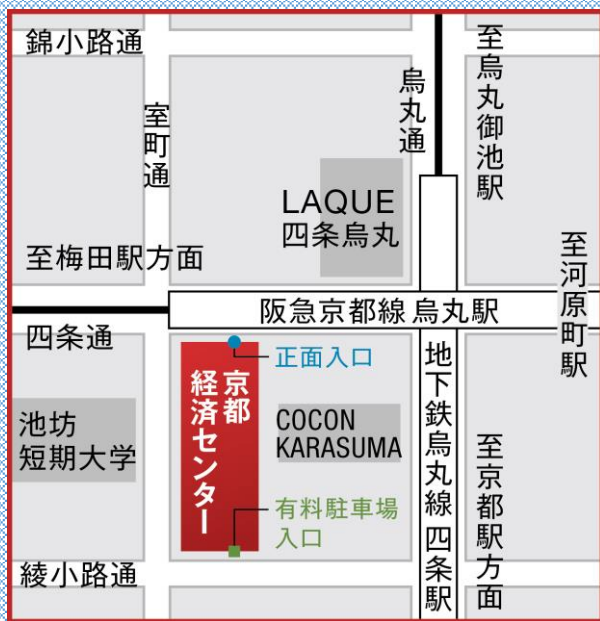 錦小路通
室町通
烏丸通
至烏丸御池駅
LAQUE
四条烏丸
至梅田駅方面
至河原町駅
阪急京都線 烏丸駅
四条通
正面入口
京都
経済センター
地下鉄烏丸線 四条駅
池坊
短期大学
COCON
KARASUMA
至京都駅方面
有料駐車場
入口
綾小路通